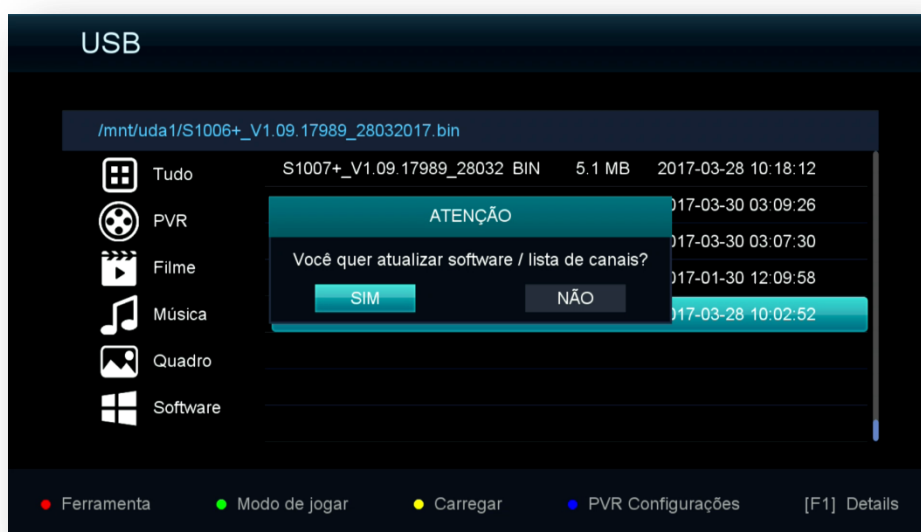 USB
/mnt/uda1/S1006+_V1.09.17989_28032017.bin
Tudo
S1007+_V1.09.17989_28032 BIN 5.1 MB 2017-03-28 10:18:12
PVR
017-03-30 03:09:26
ATENÇÃO
017-03-30 03:07:30
Filme
Você quer atualizar software / lista de canais?
017-01-30 12:09:58
SIM NÃO
Música
017-03-28 10:02:52
Quadro
Software
Ferramenta Modo de jogar Carregar PVR Configurações [F1] Details